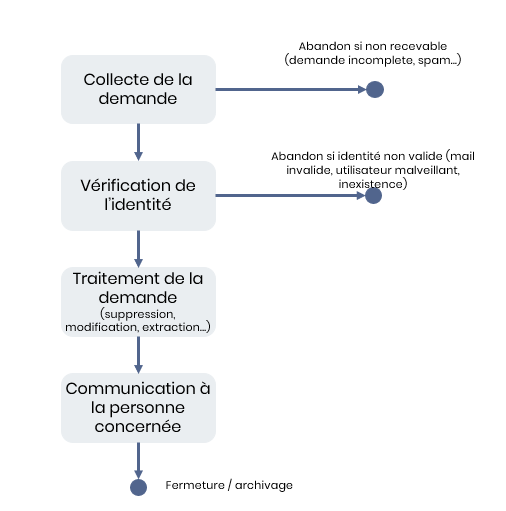 Abandon si non recevable
(demande incomplete, spam...)
Collecte de la
demande
Abandon si identité non valide (mail
invalide, utilisateur malveillant,
inexistence)
Vérification de
l'identité
Traitement de la
demande
(suppression,
modification, extraction...)
Communication à
la personne
concernée
Fermeture / archivage